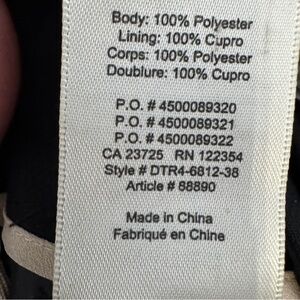 Body: 100% Polyester
Lining: 100% Cupro
Corps: 100% Polyester
Doublure: 100% Cupro
P.O. # 4500089320
P.O. # 4500089321
P.O. # 4500089322
CA 23725 RN 122354
Style # DTR4-6812-38
Article # 88890
Made in China
Fabriqué en Chine